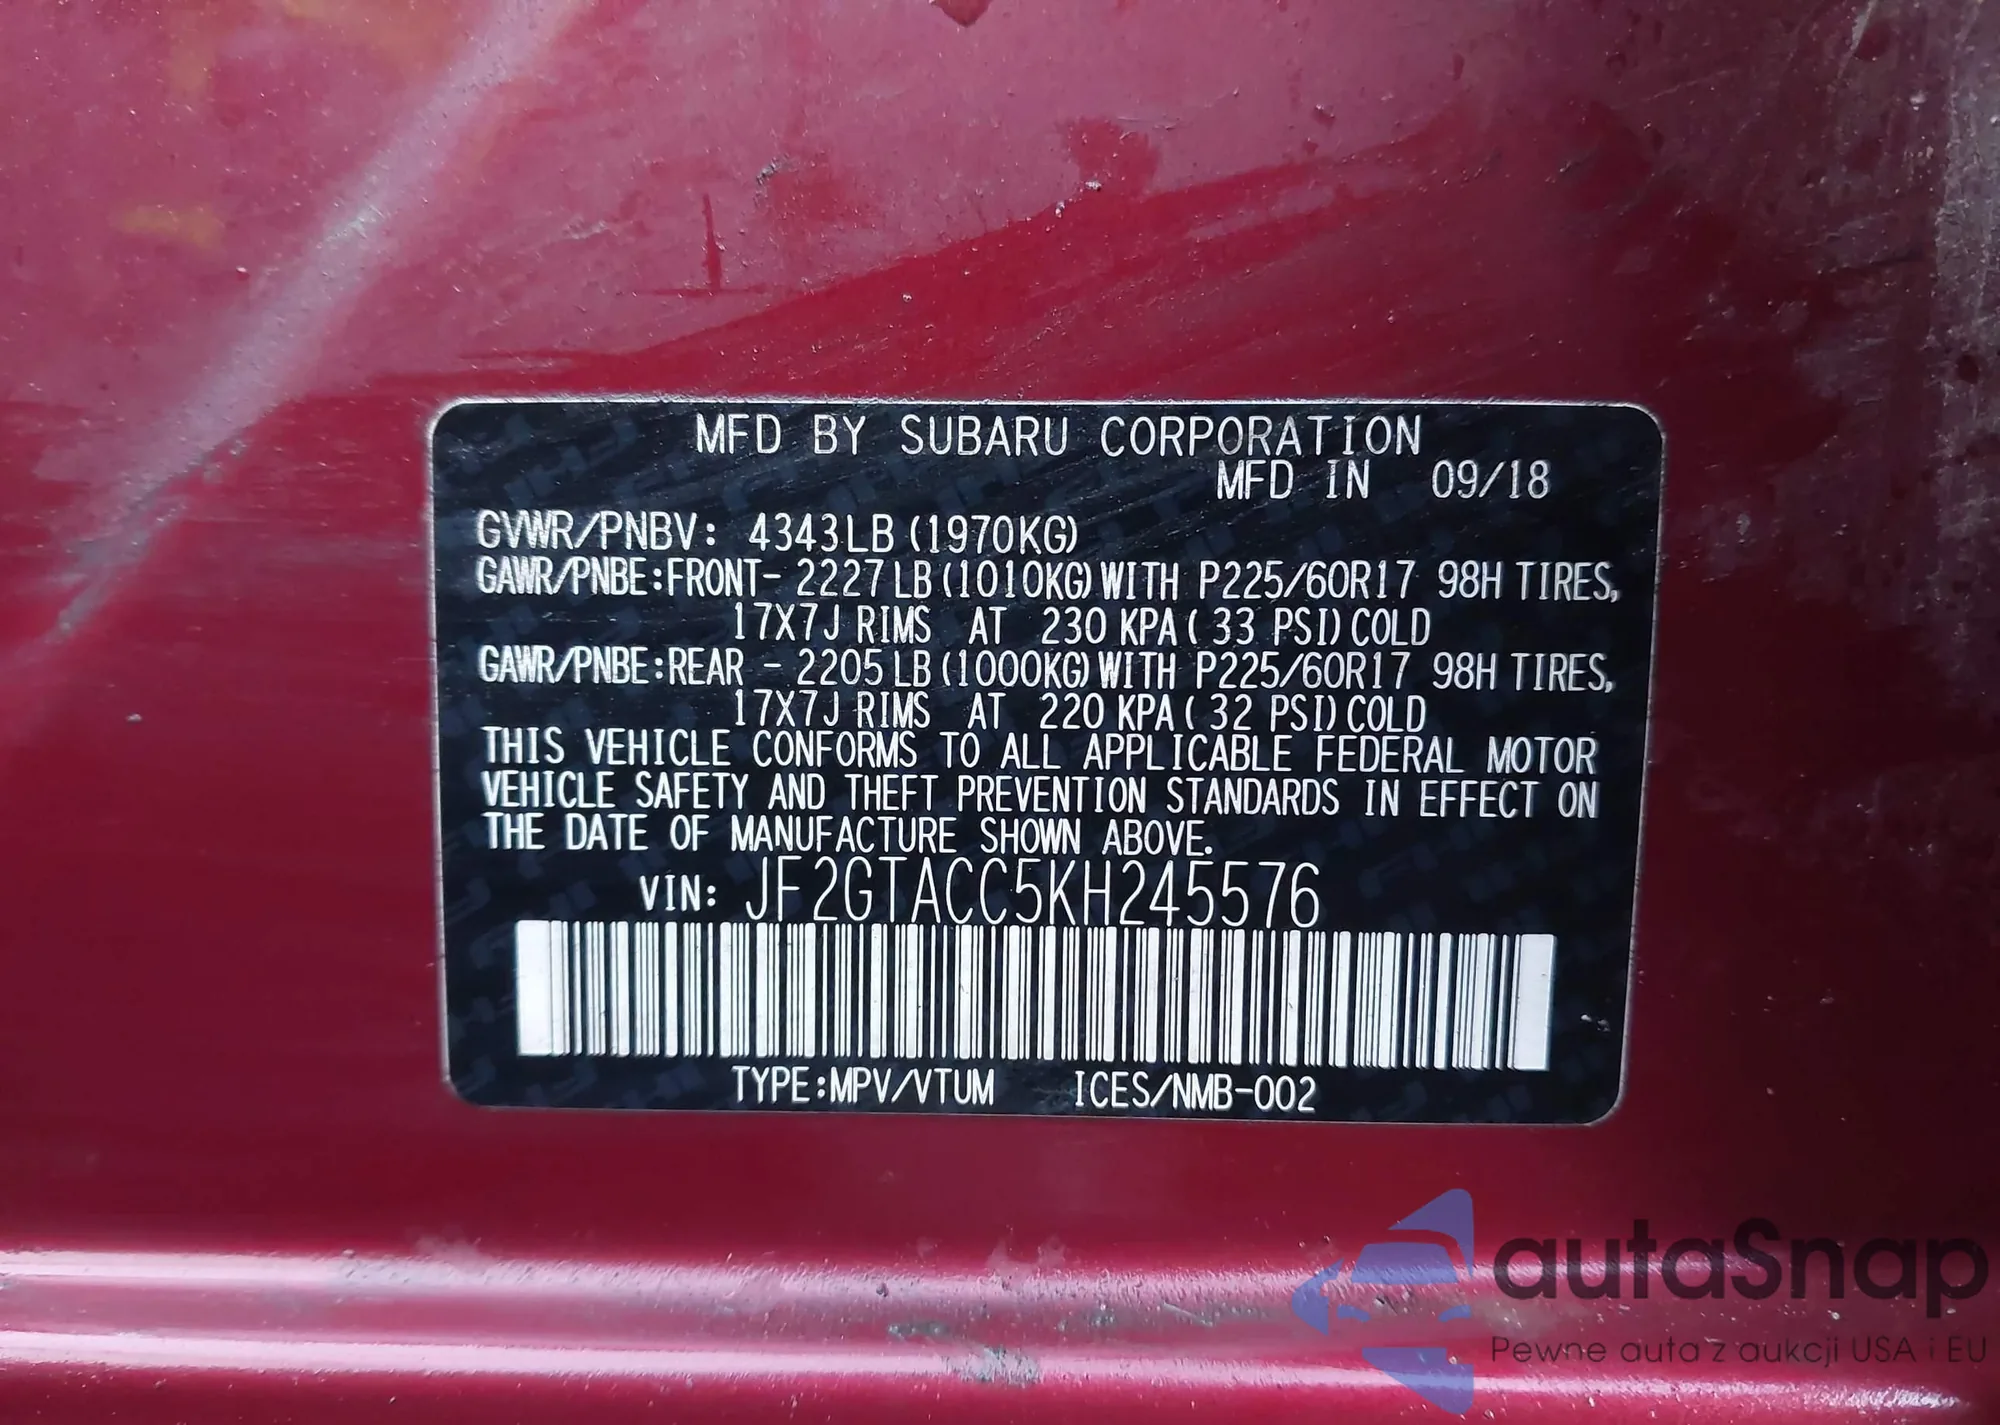 MFD BY SUBARU CORPORATION
MFD IN 09/18
GVWR/PNBV: 4343LB (1970KG)
GAWR/PNBE:FRONT- 2227LB (1010KG) WITH P225/60R17 98H TIRES,
17X7J RIMS AT 230 KPA ( 33 PSI) COLD
GAWR/PNBE:REAR - 2205LB (1000KG) WITH P225/60R17 98H TIRES,
17X7J RIMS AT 220 KPA ( 32 PSI) COLD
THIS VEHICLE CONFORMS TO ALL APPLICABLE FEDERAL MOTOR
VEHICLE SAFETY AND THEFT PREVENTION STANDARDS IN EFFECT ON
THE DATE OF MANUFACTURE SHOWN ABOVE.
VIN: JF2GTACC5KH245576
TYPE:MPV/VTUM ICES/NMB-002
autaSnap
Pewne auta z aukcji USA i EU